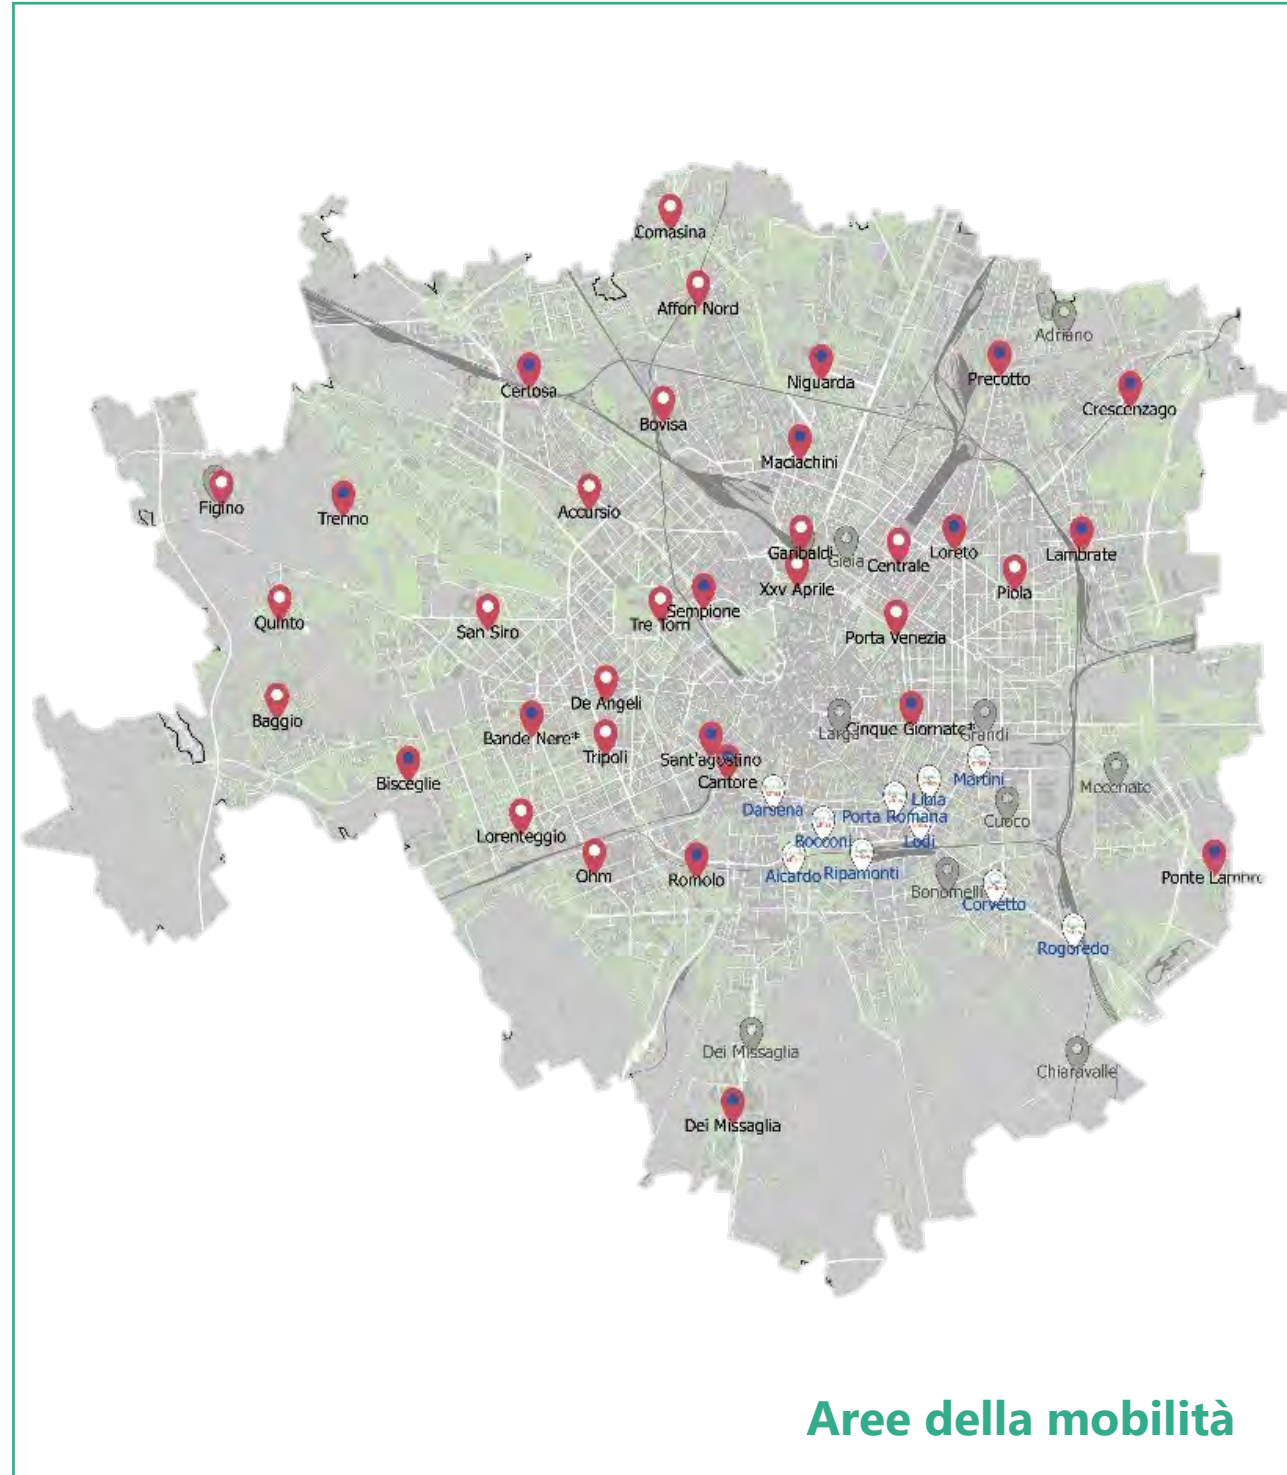 Comasina
Affori Nord
Adriano
Certosa
Niguarda
Precotto
Crescenzago
Bovisa
Maciachini
Figino
Trenno
Accursio
Garibaldi
Gioia
Centrale
Loreto
Lambrate
Xxv Aprile
Piola
Quinto
San Siro
Tre Torri
Sempione
Porta Venezia
De Angeli
Baggio
Bande Nere*
Tripoli
Larga
Cinque Giornate*
Grandi
Sant'agostino
Cantore
Bisceglie
Martini
Mecenate
Darsena
Libia
Porta Romana
Cuoco
Lorenteggio
Bocconi
Lodi
Ohm
Romolo
Aicardo
Ripamonti
Bonomelli
Corvetto
Ponte Lambro
Rogoredo
Dei Missaglia
Chiaravalle
Dei Missaglia
Aree della mobilità